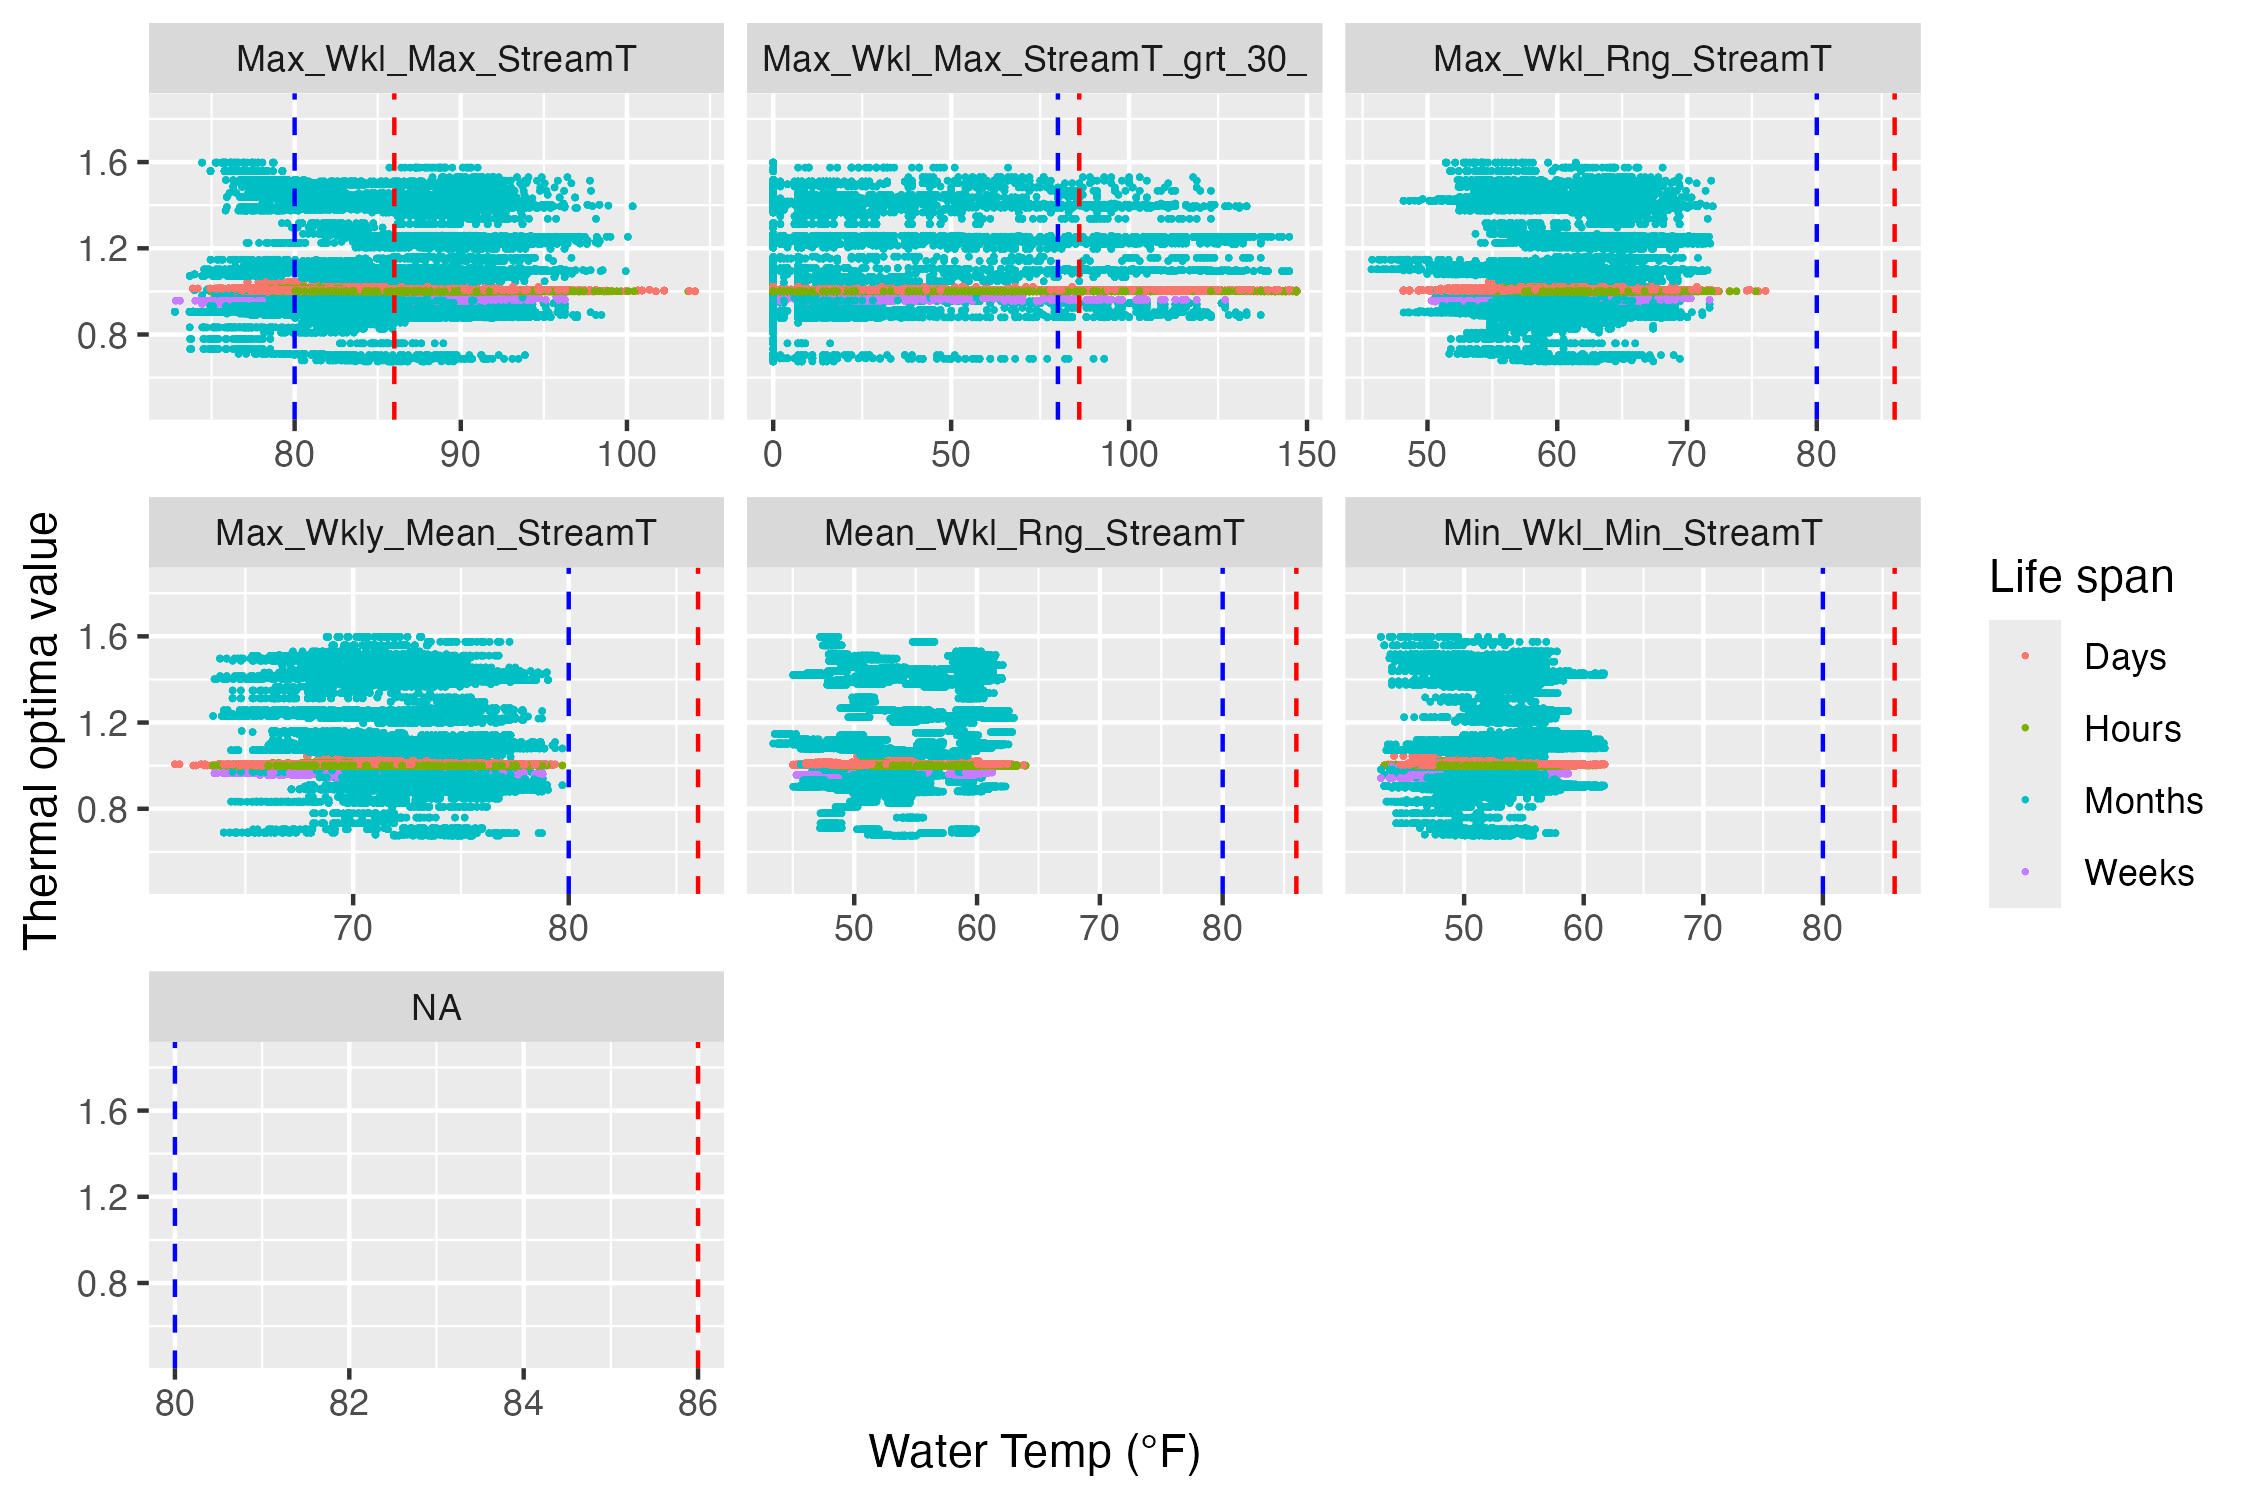 Max_Wkl_Max_StreamT
Max_Wkl_Max_StreamT_grt_30_
Max_Wkl_Rng_StreamT
1.6
1.2
0.8
80 90 100
0 50 100 150
50 60 70 80
Max_Wkly_Mean_StreamT
Mean_Wkl_Rng_StreamT
Min_Wkl_Min_StreamT
1.6
1.2
0.8
70 80
50 60 70 80
50 60 70 80
NA
1.6
1.2
0.8
80 82 84 86
Thermal optima value
Water Temp (°F)
Life span
Days
Hours
Months
Weeks